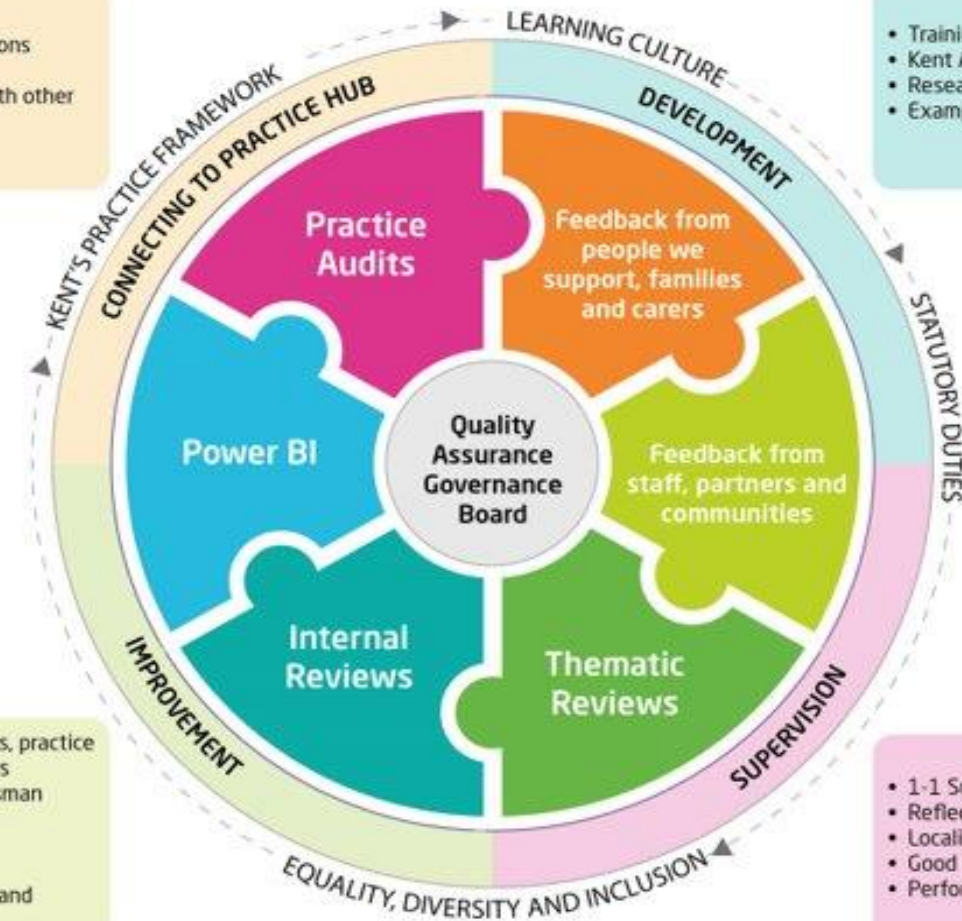 ons
th other
LEARNING CULTURE
KENT'S PRACTICE FRAMEWORK
CONNECTING TO PRACTICE HUB
DEVELOPMENT
STATUTORY DUTIES
Practice
Audits
Feedback from
people we
support, families
and carers
Power BI
Quality
Assurance
Governance
Board
Feedback from
staff, partners and
communities
Internal
Reviews
Thematic
Reviews
IMPROVEMENT
SUPERVISION
EQUALITY, DIVERSITY AND INCLUSION
• Traini
• Kent
• Resea
• Exam
s, practice
s
sman
and
• 1-1 S
• Reflec
• Locali
• Good
• Perfo